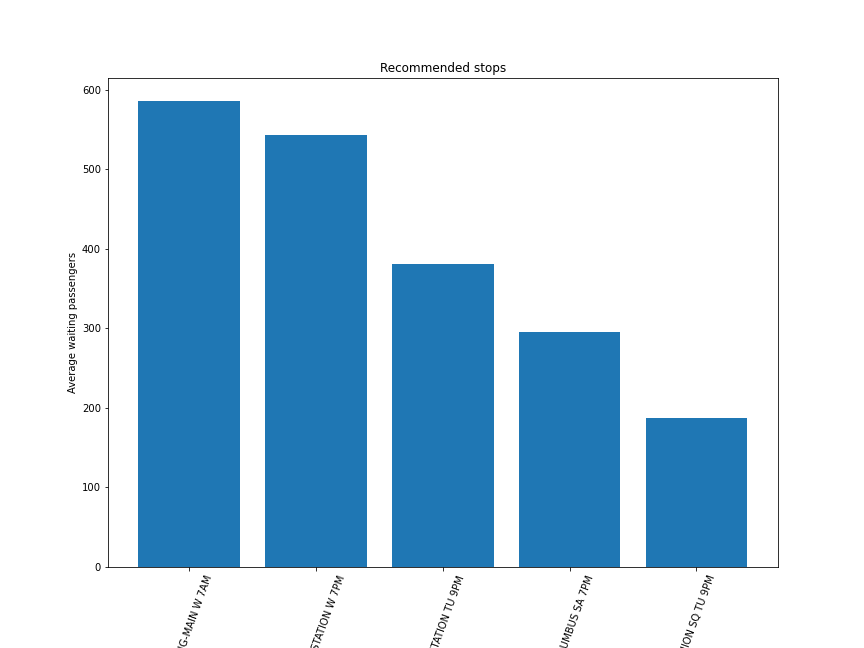 Recommended stops
Average waiting passengers
600
500
400
300
200
100
0
G-MAIN W 7AM
STATION W 7PM
TATION TU 9PM
UMBUS SA 7PM
ION SQ TU 9PM